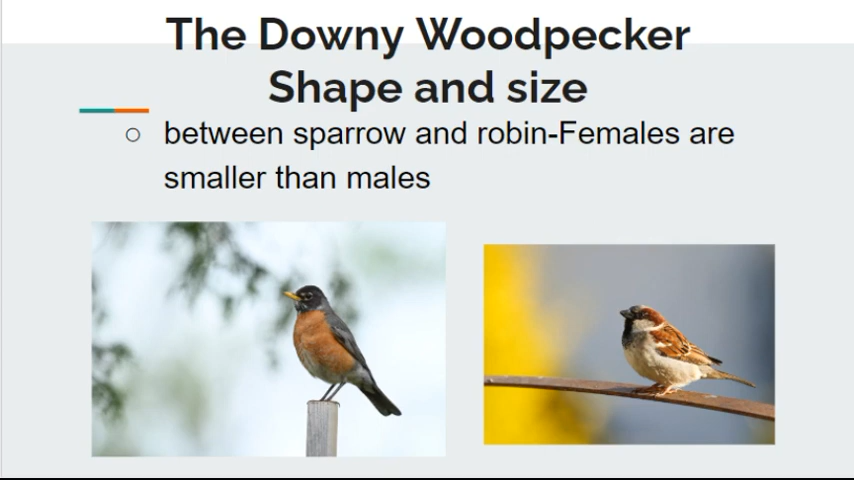 The Downy Woodpecker
Shape and size
between sparrow and robin-Females are
smaller than males